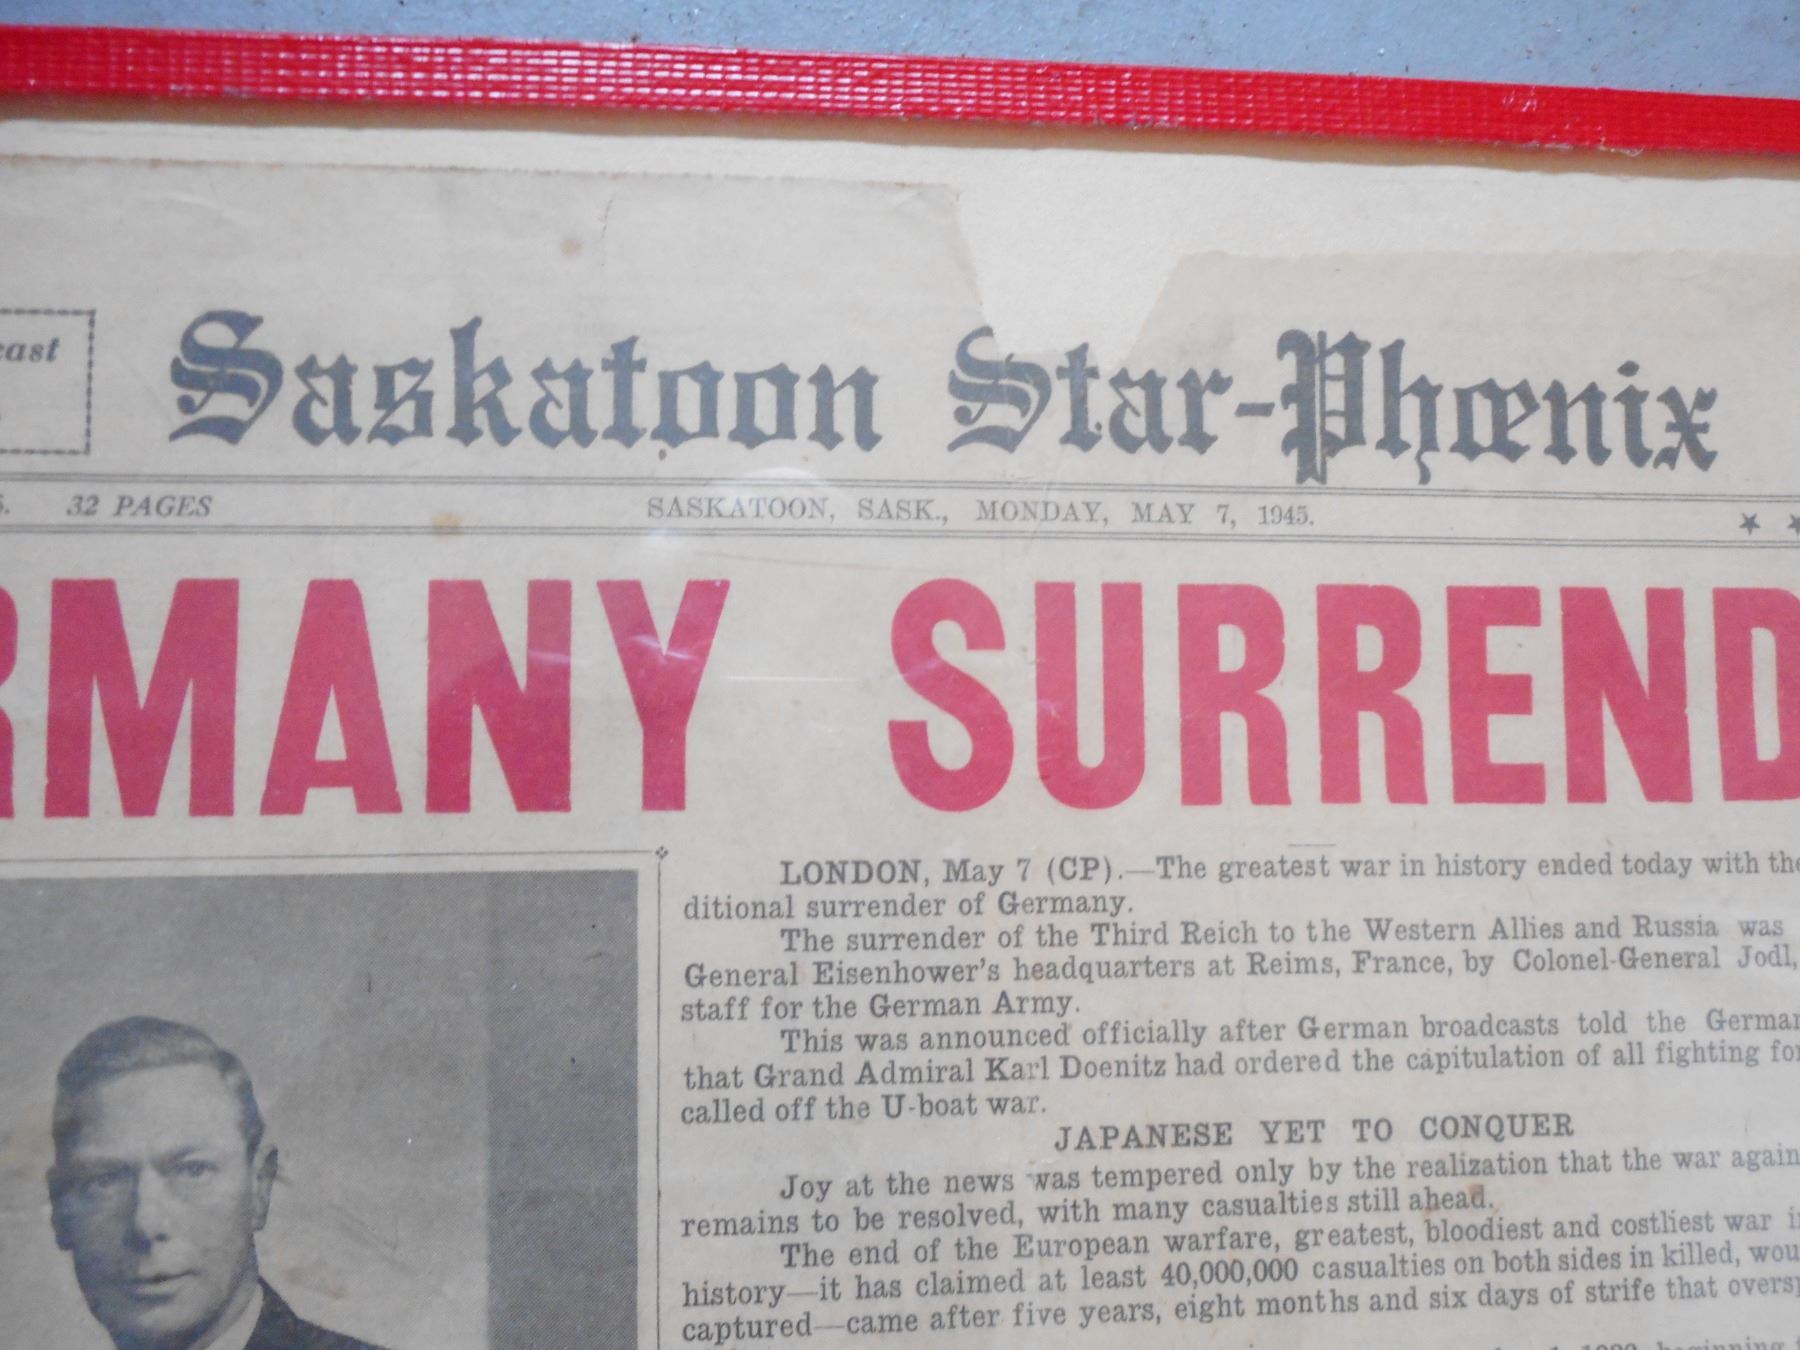 cast
Saskatoon Star-Phœnix
32 PAGES
SASKATOON, SASK., MONDAY, MAY 7, 1945.
RMANY SURREND
LONDON, May 7 (CP).—The greatest war in history ended today with the
ditional surrender of Germany.
The surrender of the Third Reich to the Western Allies and Russia was
General Eisenhower's headquarters at Reims, France, by Colonel-General Jodl,
staff for the German Army.
This was announced officially after German broadcasts told the German
that Grand Admiral Karl Doenitz had ordered the capitulation of all fighting for
called off the U-boat war.
JAPANESE YET TO CONQUER
Joy at the news was tempered only by the realization that the war again
remains to be resolved, with many casualties still ahead.
The end of the European warfare, greatest, bloodiest and costliest war in
history—it has claimed at least 40,000,000 casualties on both sides in killed, wou
captured—came after five years, eight months and six days of strife that oversp
beginning